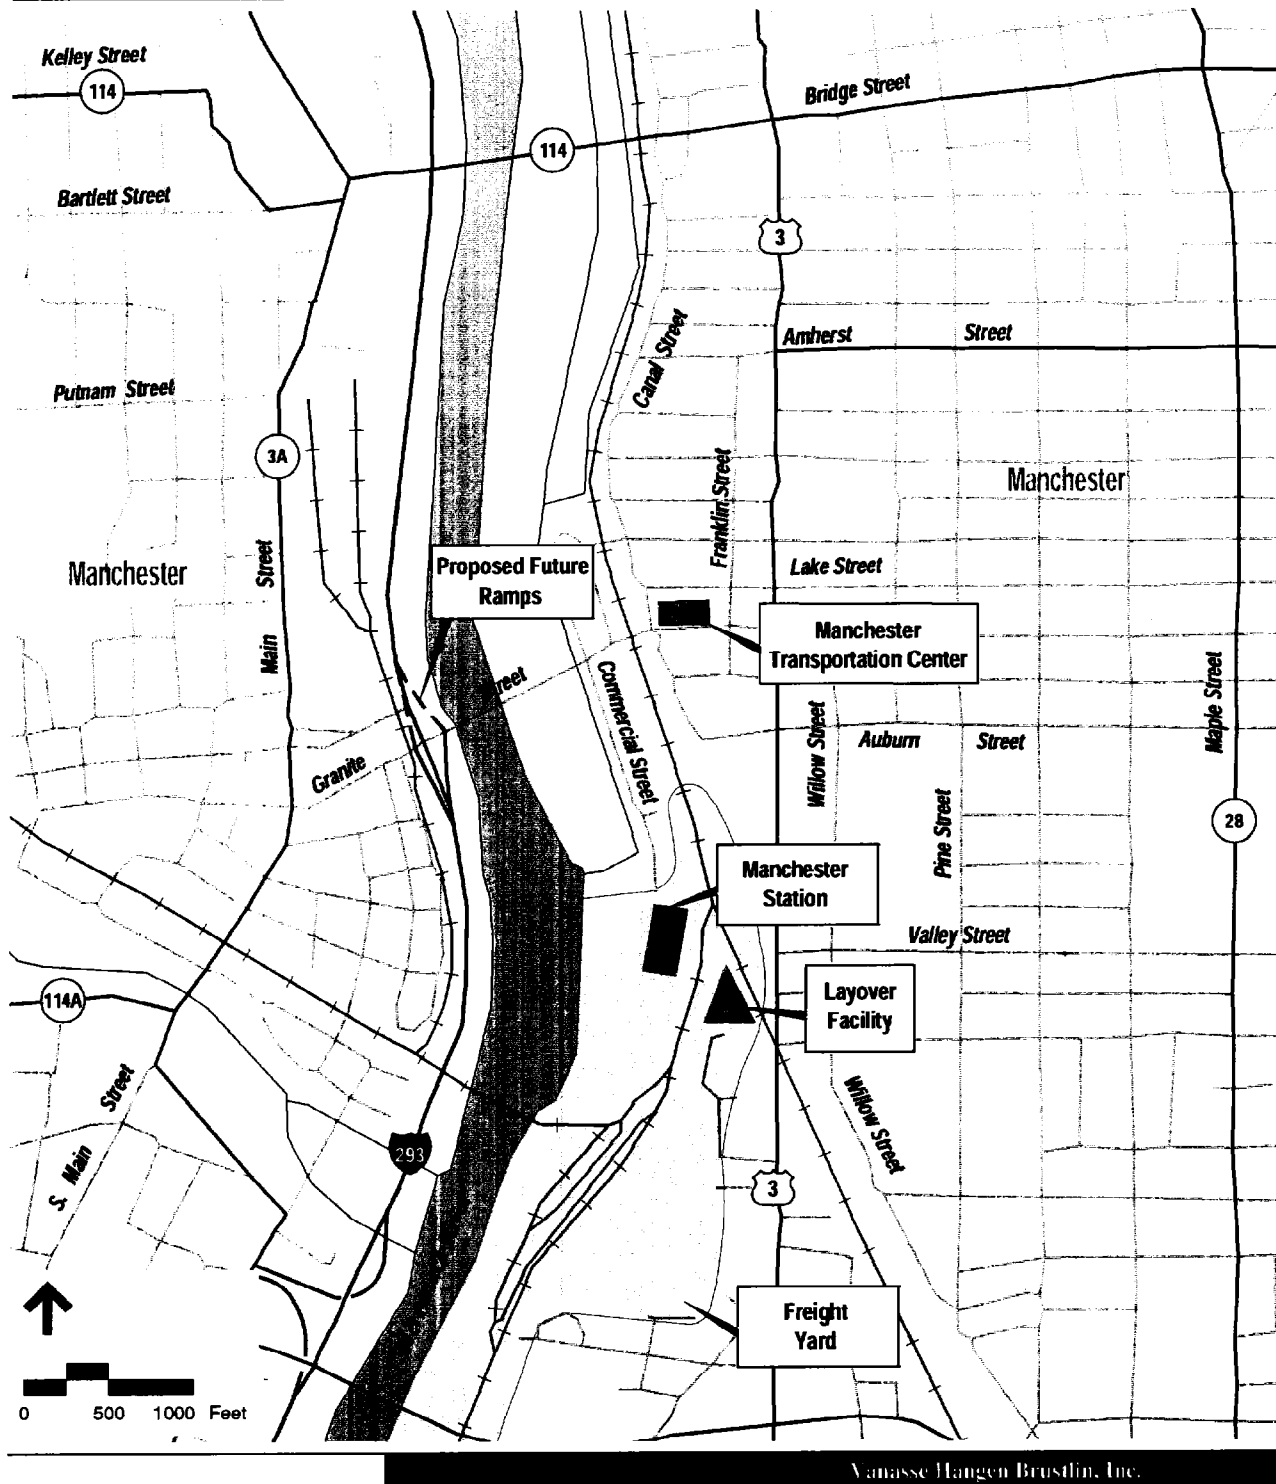 Kelley Street
114
Bridge Street
114
Bartlett Street
3
Canal Street
Amherst Street
Putnam Street
3A
Franklin Street
Manchester
Main Street
Manchester
Proposed Future
Ramps
Lake Street
Manchester
Transportation Center
Street
Commercial Street
Maple Street
Willow Street
Auburn Street
Granite
Pine Street
28
Manchester
Station
Valley Street
114A
Layover
Facility
S. Main Street
Willow Street
293
3
Freight
Yard
0 500 1000 Feet
Vanasse Hangen Brustlin, Inc.